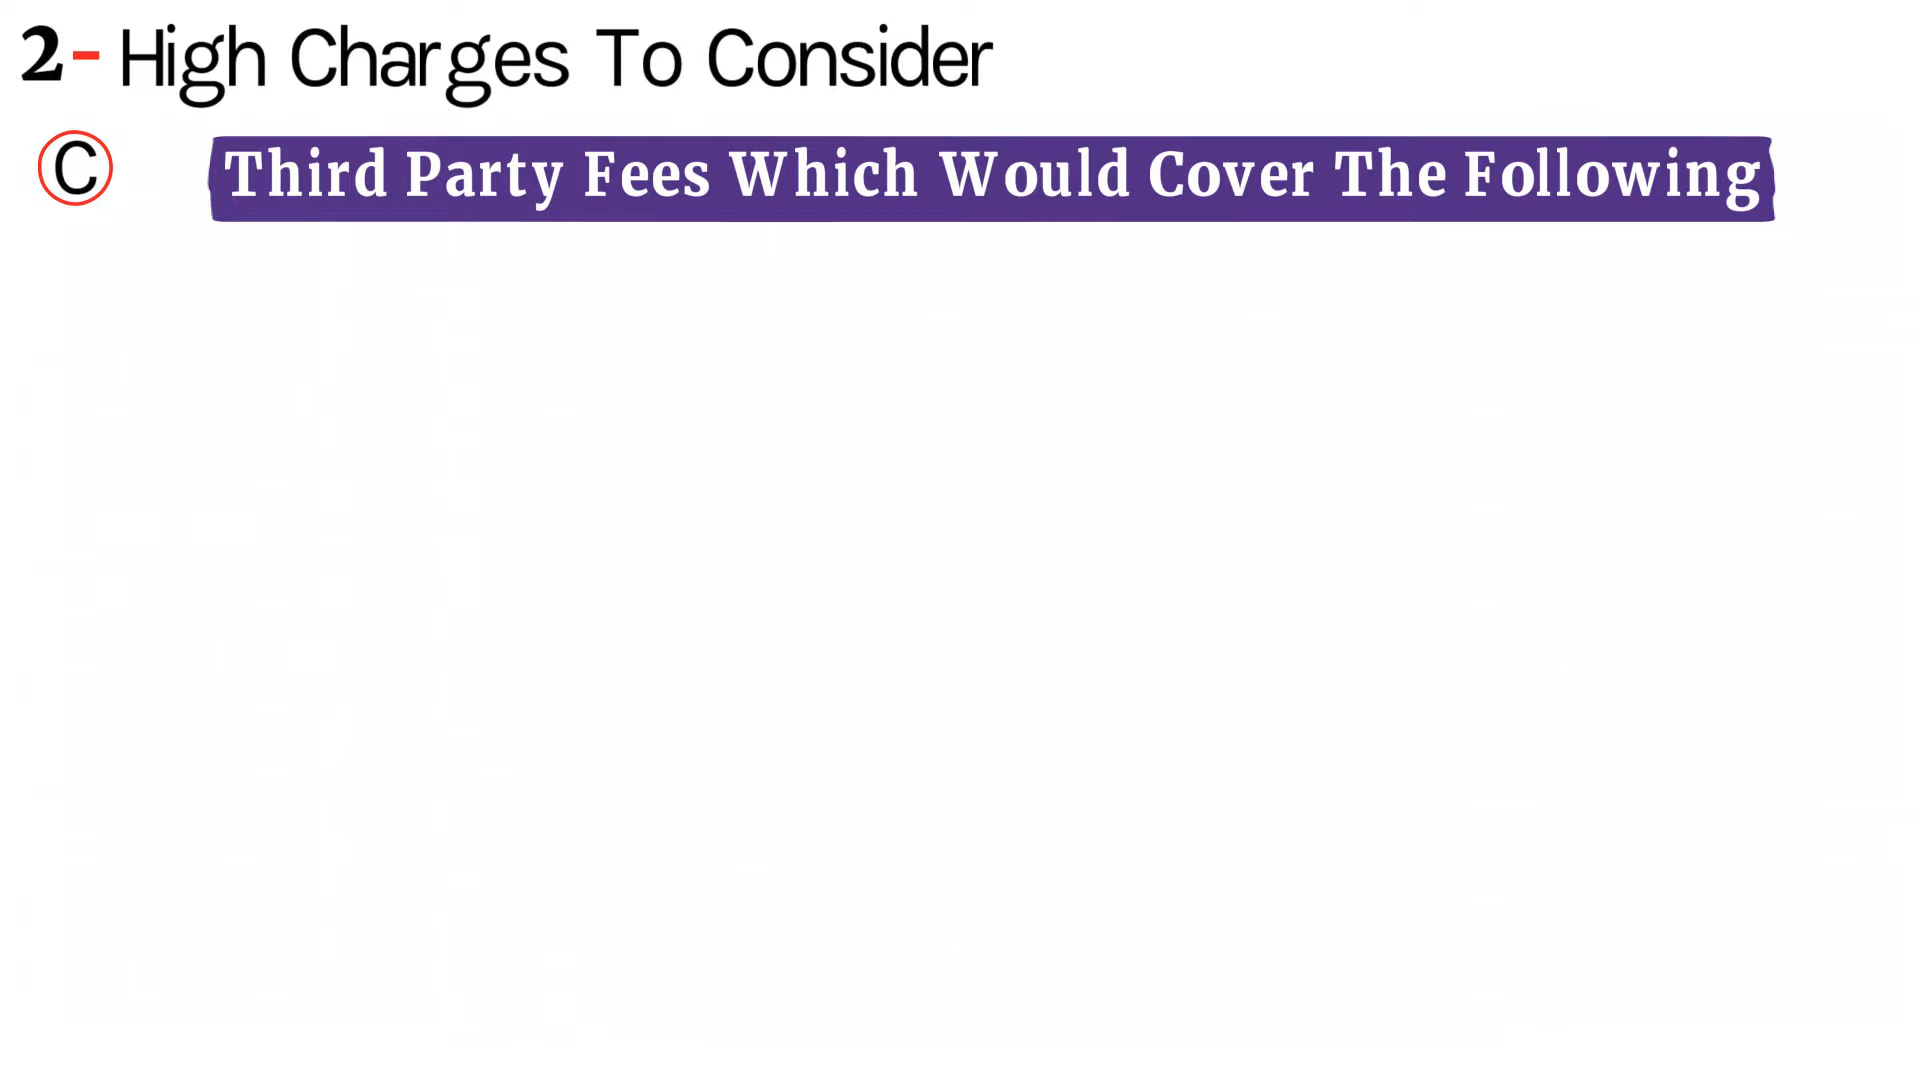 2- High Charges To Consider
C Third Party Fees Which Would Cover The Following